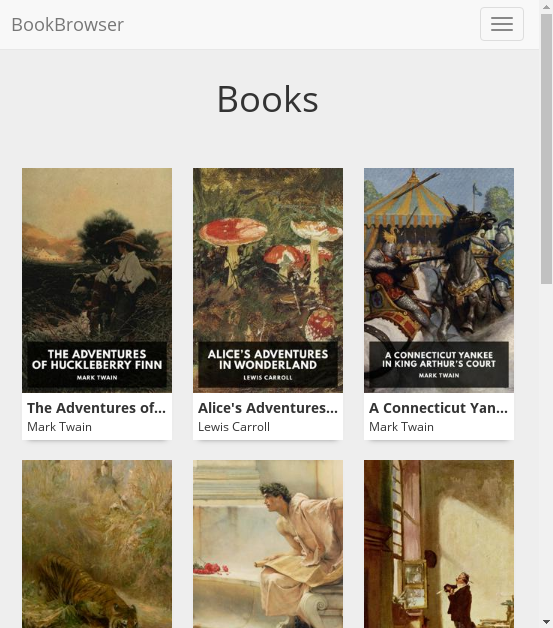 BookBrowser
Books
THE ADVENTURES
OF HUCKLEBERRY FINN
MARK TWAIN
ALICE'S ADVENTURES
IN WONDERLAND
LEWIS CARROLL
A CONNECTICUT YANKEE
IN KING ARTHUR'S COURT
MARK TWAIN
The Adventures of...
Mark Twain
Alice's Adventures...
Lewis Carroll
A Connecticut Yan...
Mark Twain